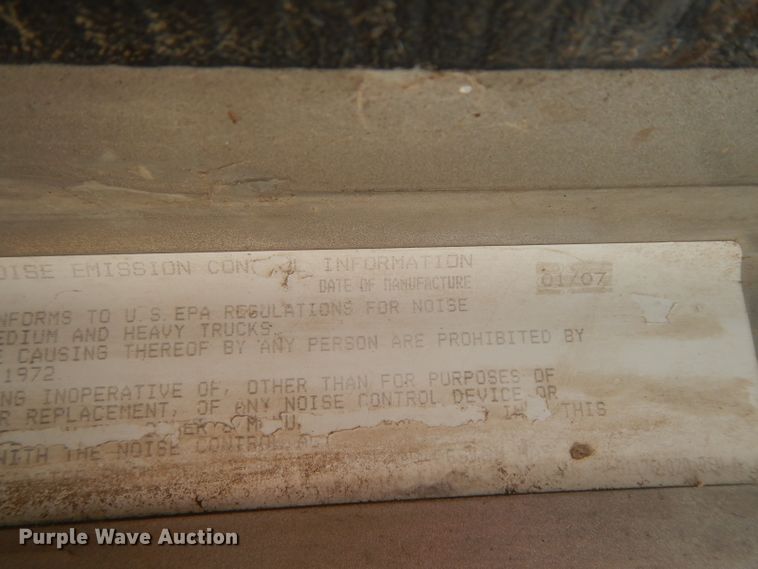 OISE EMISSION CON L INFORMATION
DATE OF MANUFACTURE 01/07
NFORMS TO U.S. EPA REGULATIONS FOR NOISE
EDIUM AND HEAVY TRUCKS.
E CAUSING THEREOF BY ANY PERSON ARE PROHIBITED BY
1972
NG INOPERATIVE OF, OTHER THAN FOR PURPOSES OF
R REPLACEMENT, OF ANY NOISE CONTROL DEVICE OR
THIS
WITH THE NOISE CONTROL
Purple Wave Auction